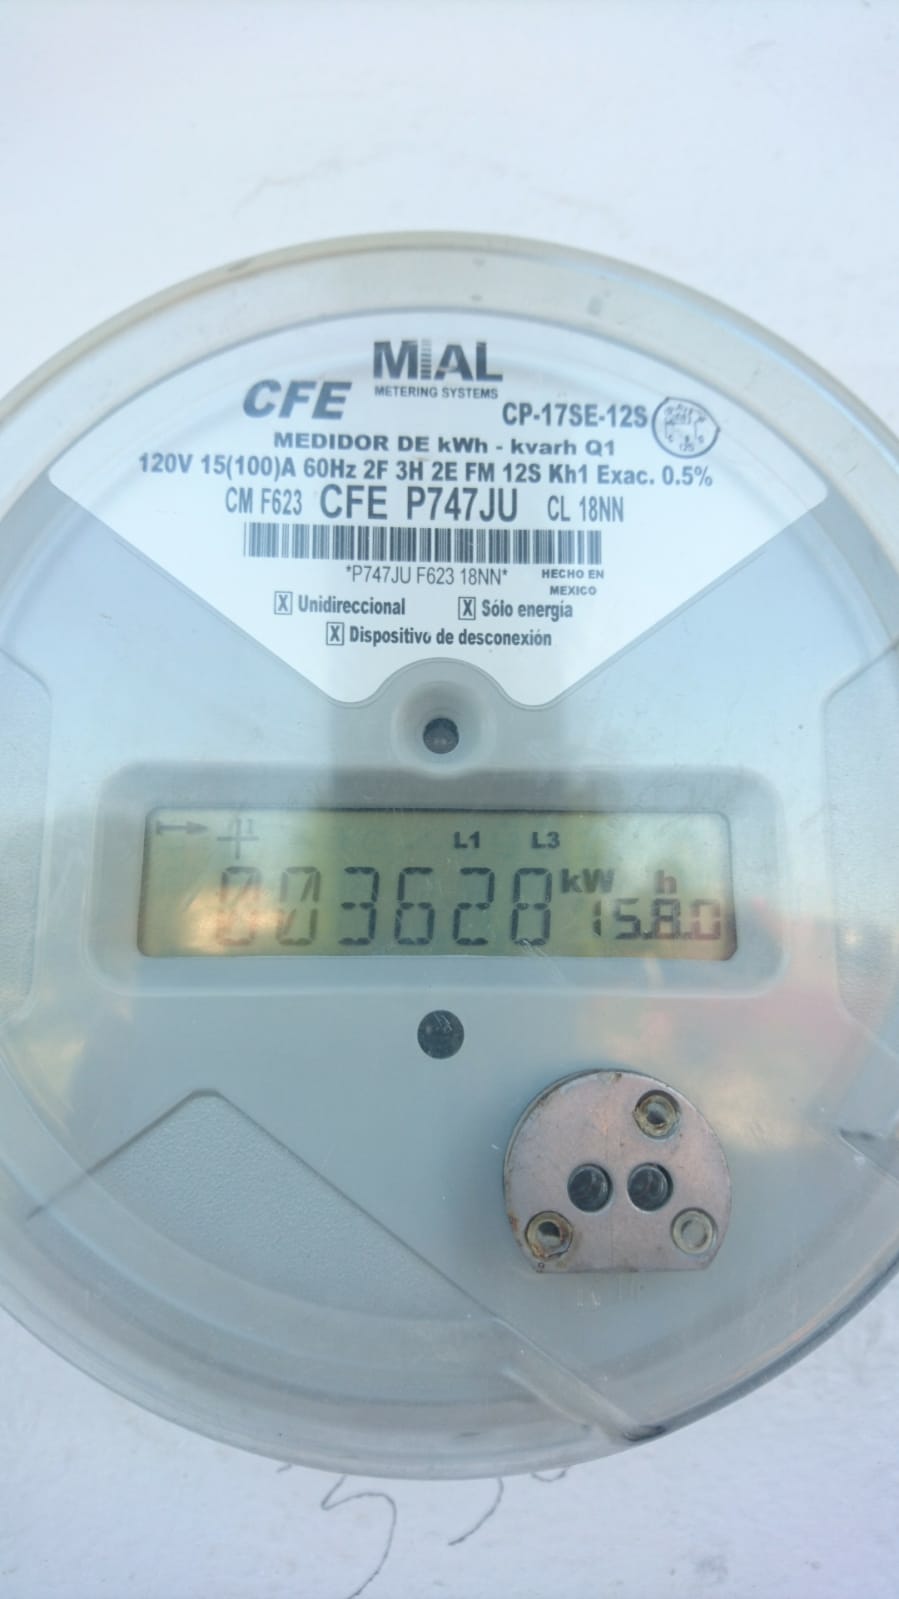 MIAL
METERING SYSTEMS
CFE
CP-17SE-12S
MEDIDOR DE kWh - kvarh Q1
120V 15(100)A 60Hz 2F 3H 2E FM 12S Kh1 Exac. 0.5%
CM F623 CFE P747JU CL 18NN
*P747JU F623 18NN*
HECHO EN
MEXICO
X Unidireccional X Sólo energía
X Dispositivo de desconexión
L1 L3
003628 kW h 15.8.0